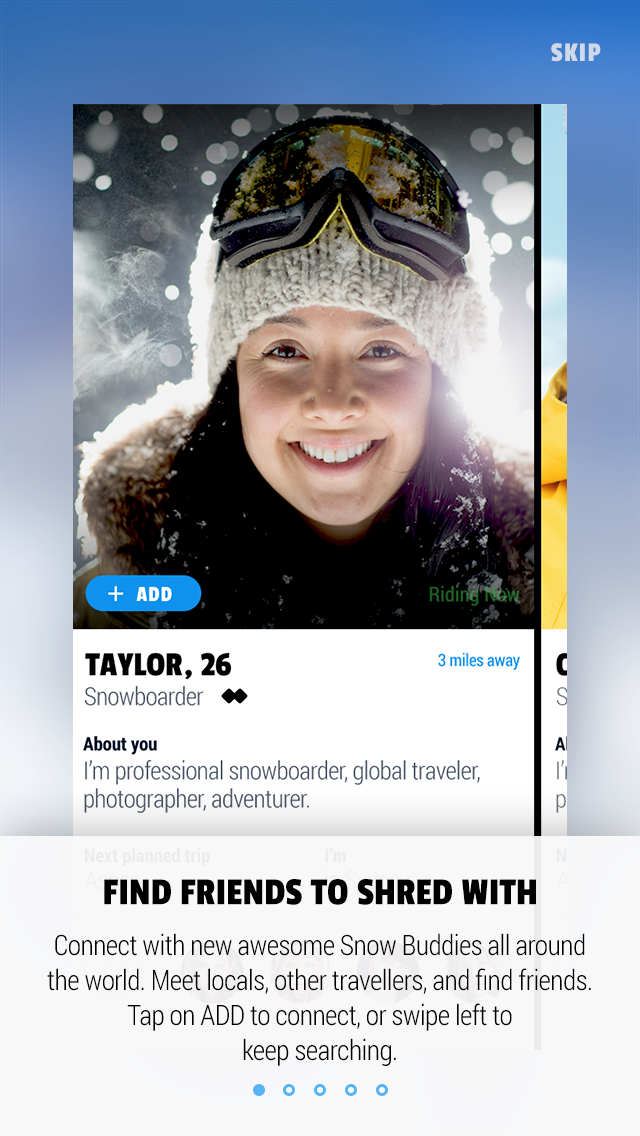 SKIP
+ ADD
Riding Now
TAYLOR, 26
3 miles away
Snowboarder
About you
I'm professional snowboarder, global traveler,
photographer, adventurer.
Next planned trip
I'm
FIND FRIENDS TO SHRED WITH
Connect with new awesome Snow Buddies all around
the world. Meet locals, other travellers, and find friends.
Tap on ADD to connect, or swipe left to
keep searching.